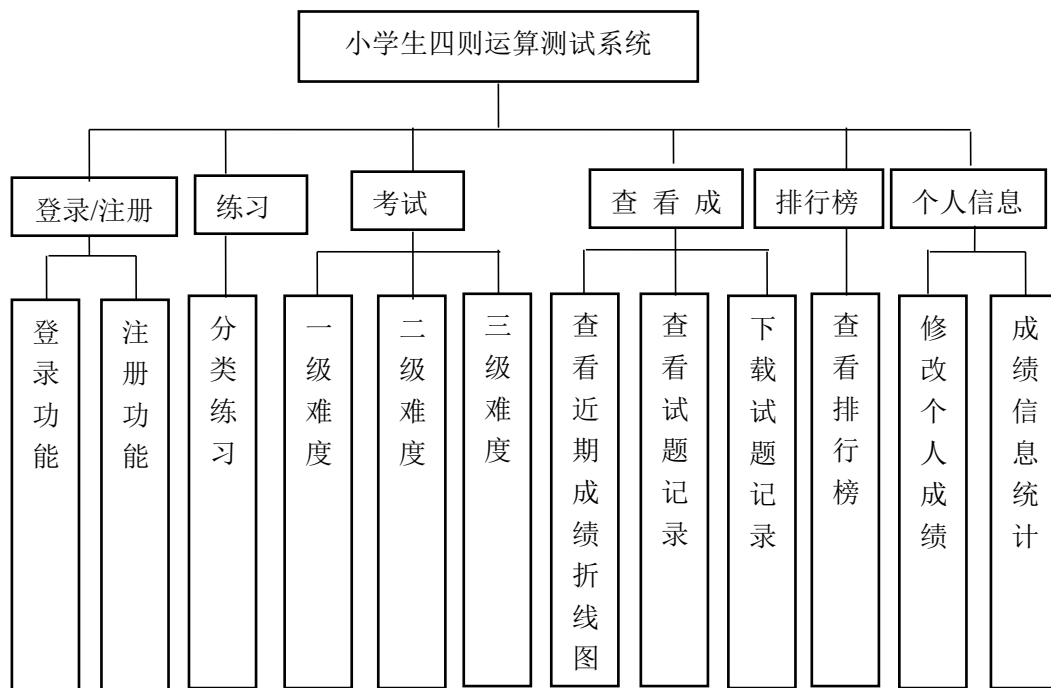 小学生四则运算测试系统
登录/注册
练习
考试
查 看 成
排行榜
个人信息
登录功能
注册功能
分类练习
一级难度
二级难度
三级难度
查看近期成绩折线图
查看试题记录
下载试题记录
查看排行榜
修改个人成绩
成绩信息统计